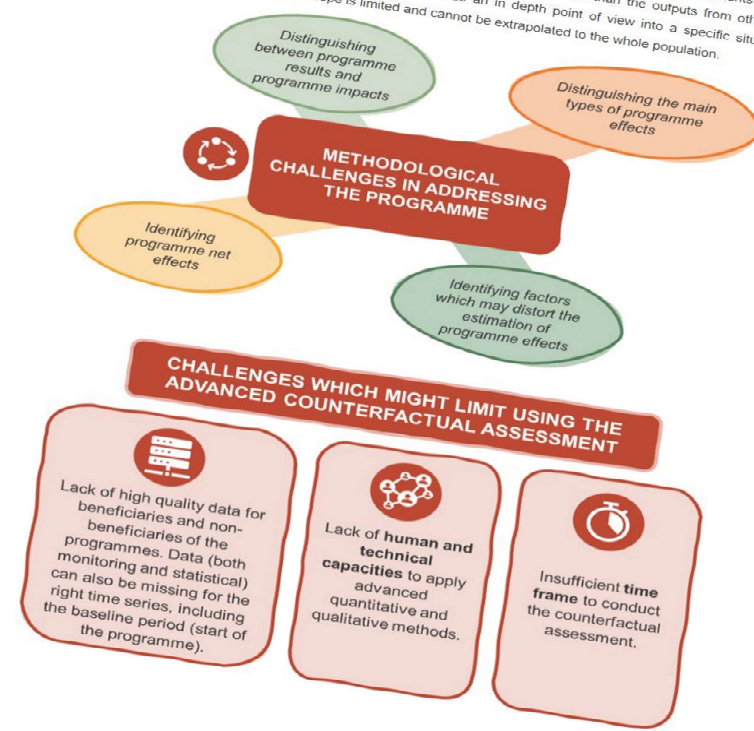 than the outputs from oth
an in depth point of view into a specific situ
is limited and cannot be extrapolated to the whole population.
Distinguishing
between programme
results and
programme impacts
Distinguishing the main
types of programme
effects
METHODOLOGICAL
CHALLENGES IN ADDRESSING
THE PROGRAMME
Identifying
programme net
effects
Identifying factors
which may distort the
estimation of
programme effects
CHALLENGES WHICH MIGHT LIMIT USING THE
ADVANCED COUNTERFACTUAL ASSESSMENT
Lack of high quality data for
beneficiaries and non-
beneficiaries of the
programmes. Data (both
monitoring and statistical)
can also be missing for the
right time series, including
the baseline period (start of
the programme).
Lack of human and
technical
capacities to apply
advanced
quantitative and
qualitative methods.
Insufficient time
frame to conduct
the counterfactual
assessment.